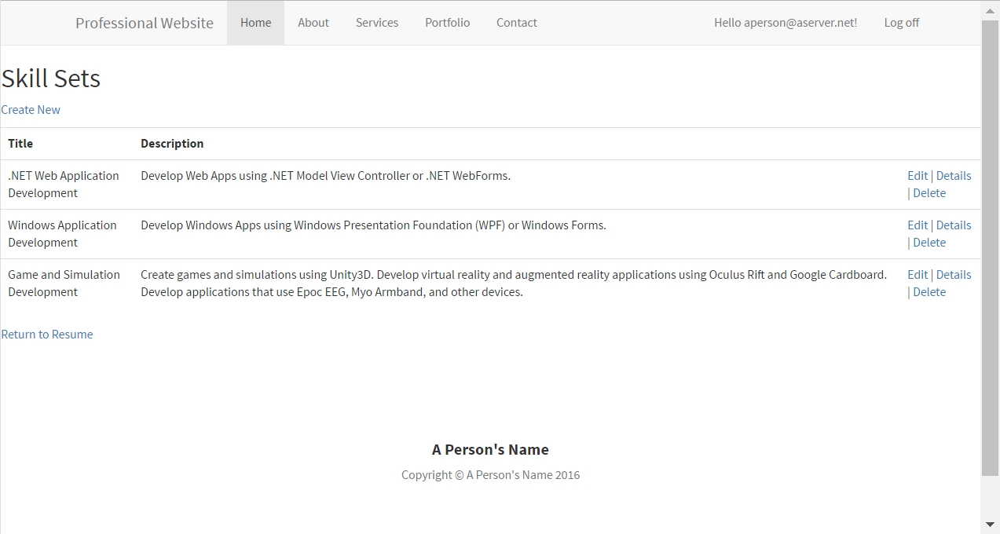 Professional Website Home About Services Portfolio Contact Hello aperson@aserver.net! Log off
Skill Sets
Create New
Title Description
.NET Web Application Develop Web Apps using .NET Model View Controller or .NET WebForms. Edit | Details
Development | Delete
Windows Application Develop Windows Apps using Windows Presentation Foundation (WPF) or Windows Forms. Edit | Details
Development | Delete
Game and Simulation Create games and simulations using Unity3D. Develop virtual reality and augmented reality applications using Oculus Rift and Google Cardboard. Edit | Details
Development Develop applications that use Epoc EEG, Myo Armband, and other devices. | Delete
Return to Resume
A Person's Name
Copyright © A Person's Name 2016